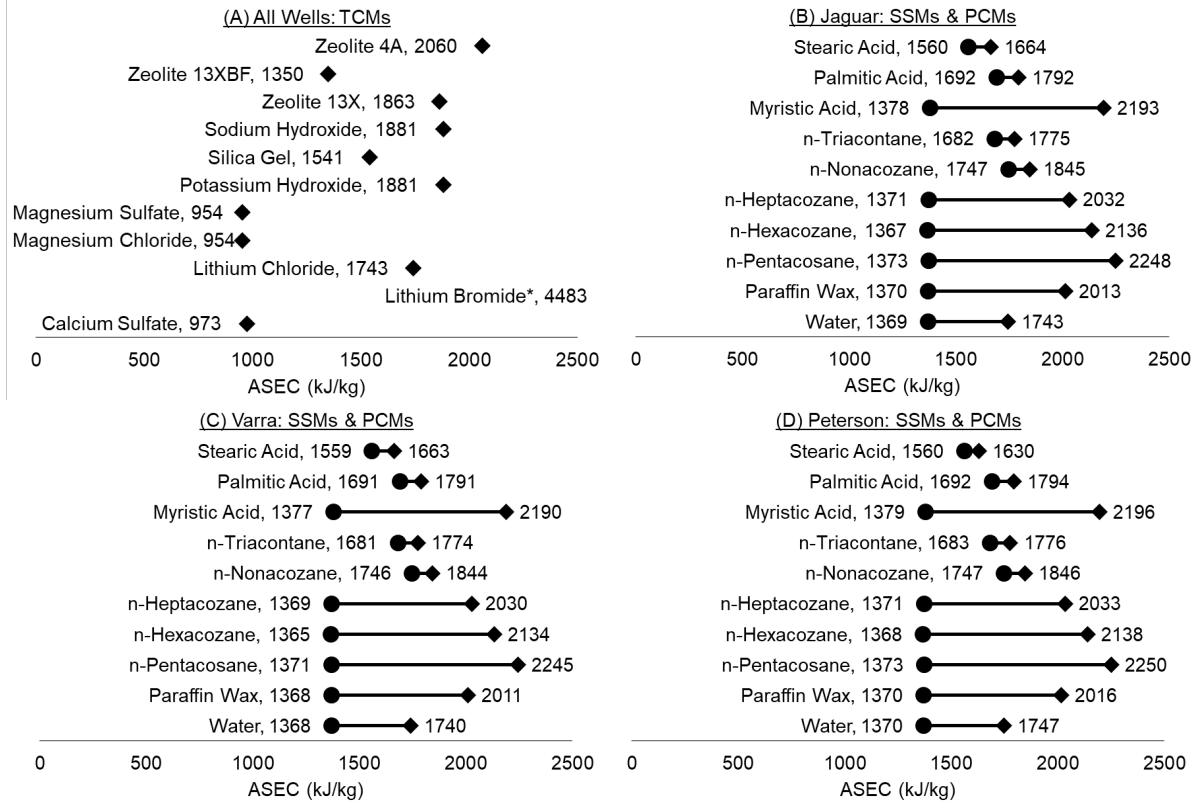 (A) All Wells: TCMs
Zeolite 4A, 2060
Zeolite 13XBF, 1350
Zeolite 13X, 1863
Sodium Hydroxide, 1881
Silica Gel, 1541
Potassium Hydroxide, 1881
Magnesium Sulfate, 954
Magnesium Chloride, 954
Lithium Chloride, 1743
Lithium Bromide*, 4483
Calcium Sulfate, 973
0 500 1000 1500 2000 2500
ASEC (kJ/kg)
(B) Jaguar: SSMs & PCMs
Stearic Acid, 1560 1664
Palmitic Acid, 1692 1792
Myristic Acid, 1378 2193
n-Triacontane, 1682 1775
n-Nonacozane, 1747 1845
n-Heptacozane, 1371 2032
n-Hexacozane, 1367 2136
n-Pentacosane, 1373 2248
Paraffin Wax, 1370 2013
Water, 1369 1743
0 500 1000 1500 2000 2500
ASEC (kJ/kg)
(C) Varra: SSMs & PCMs
Stearic Acid, 1559 1663
Palmitic Acid, 1691 1791
Myristic Acid, 1377 2190
n-Triacontane, 1681 1774
n-Nonacozane, 1746 1844
n-Heptacozane, 1369 2030
n-Hexacozane, 1365 2134
n-Pentacosane, 1371 2245
Paraffin Wax, 1368 2011
Water, 1368 1740
0 500 1000 1500 2000 2500
ASEC (kJ/kg)
(D) Peterson: SSMs & PCMs
Stearic Acid, 1560 1630
Palmitic Acid, 1692 1794
Myristic Acid, 1379 2196
n-Triacontane, 1683 1776
n-Nonacozane, 1747 1846
n-Heptacozane, 1371 2033
n-Hexacozane, 1368 2138
n-Pentacosane, 1373 2250
Paraffin Wax, 1370 2016
Water, 1370 1747
0 500 1000 1500 2000 2500
ASEC (kJ/kg)